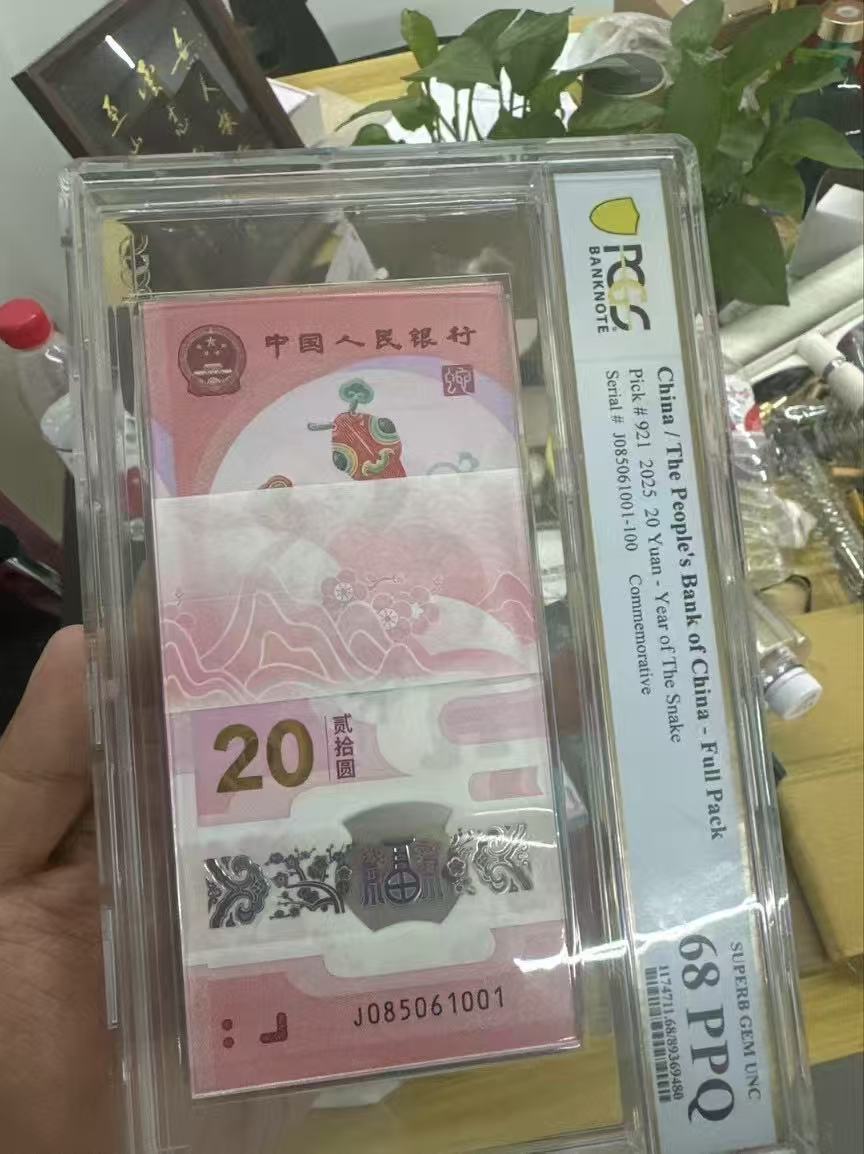 中国人民银行
20
贰拾圆
福
J085061001
PCGS
BANKNOTE
China / The People's Bank of China - Full Pack
Pick # 921 2025 20 Yuan - Year of The Snake
Serial # J085061001-100 Commemorative
SUPERB GEM UNC
68 PPQ
1174711.68/89369480